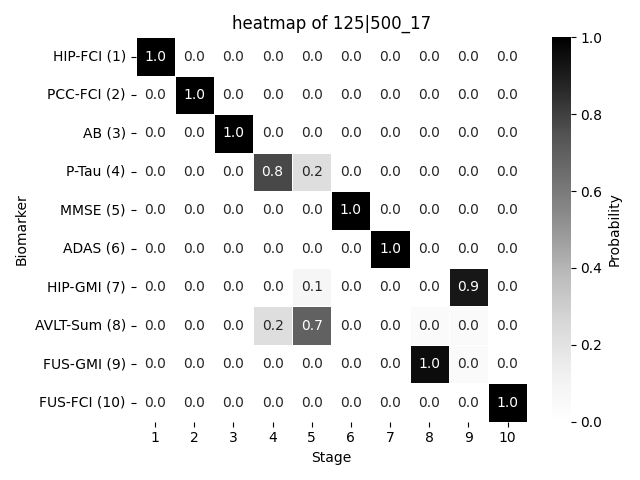 heatmap of 125|500_17
HIP-FCI (1) 1.0 0.0 0.0 0.0 0.0 0.0 0.0 0.0 0.0 0.0
PCC-FCI (2) 0.0 1.0 0.0 0.0 0.0 0.0 0.0 0.0 0.0 0.0
AB (3) 0.0 0.0 1.0 0.0 0.0 0.0 0.0 0.0 0.0 0.0
P-Tau (4) 0.0 0.0 0.0 0.8 0.2 0.0 0.0 0.0 0.0 0.0
MMSE (5) 0.0 0.0 0.0 0.0 0.0 1.0 0.0 0.0 0.0 0.0
ADAS (6) 0.0 0.0 0.0 0.0 0.0 0.0 1.0 0.0 0.0 0.0
HIP-GMI (7) 0.0 0.0 0.0 0.0 0.1 0.0 0.0 0.0 0.9 0.0
AVLT-Sum (8) 0.0 0.0 0.0 0.2 0.7 0.0 0.0 0.0 0.0 0.0
FUS-GMI (9) 0.0 0.0 0.0 0.0 0.0 0.0 0.0 1.0 0.0 0.0
FUS-FCI (10) 0.0 0.0 0.0 0.0 0.0 0.0 0.0 0.0 0.0 1.0
1 2 3 4 5 6 7 8 9 10
Stage
Biomarker
1.0
0.8
0.6
0.4
0.2
0.0
Probability